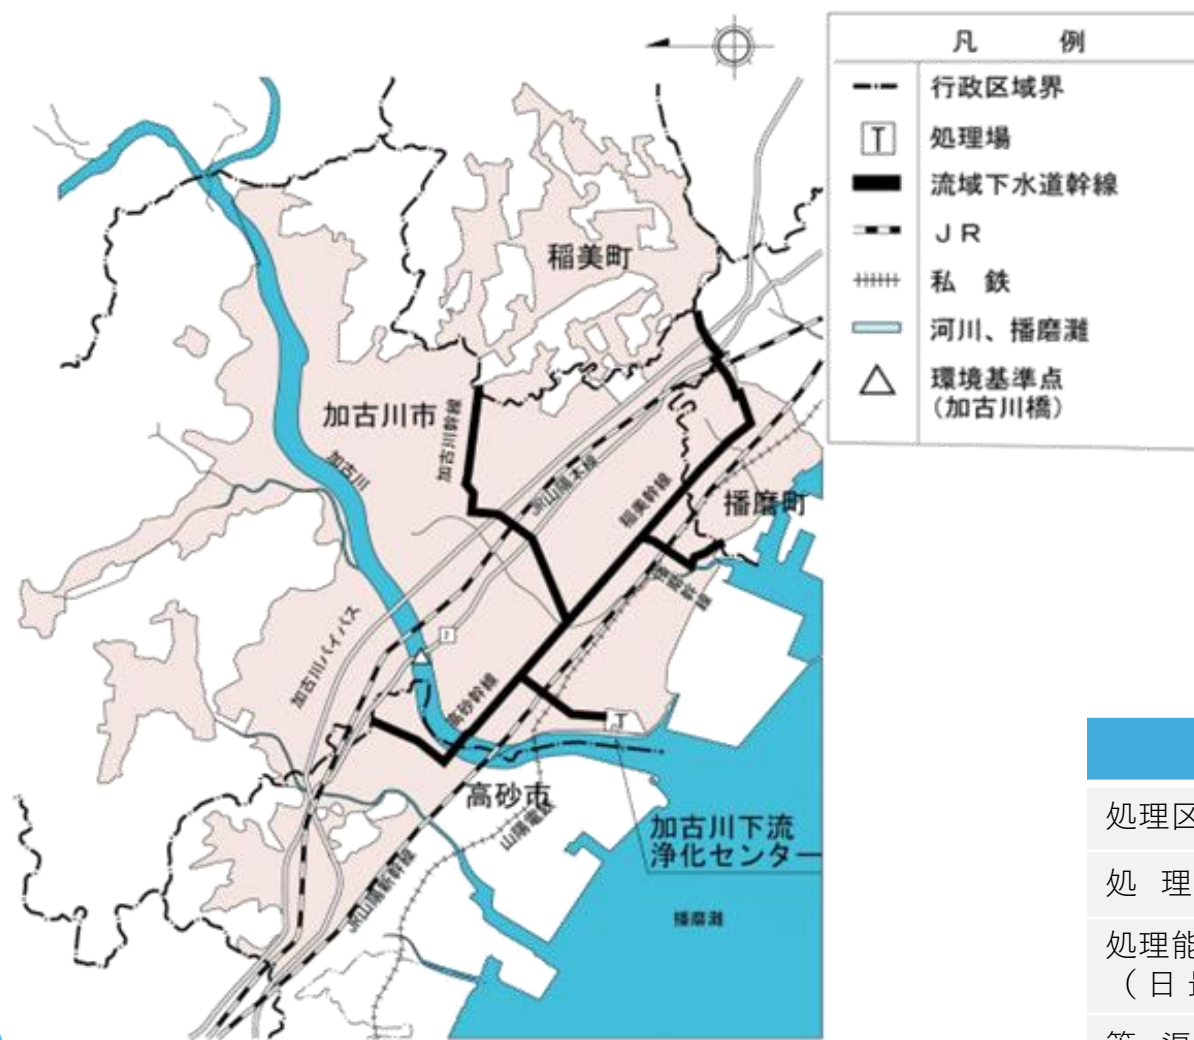 凡 例
行政区域界
T
処理場
流域下水道幹線
JR
私 鉄
河川、播磨灘
環境基準点
(加古川橋)
稲美町
加古川市
加古川幹線
加古川
JR山陽本線
稲美幹線
播磨町
播磨幹線
加古川バイパス
高砂幹線
T
高砂市
山陽電鉄
加古川下流
浄化センター
JR山陽新幹線
播磨灘
処理区
処 理
処理能
(日